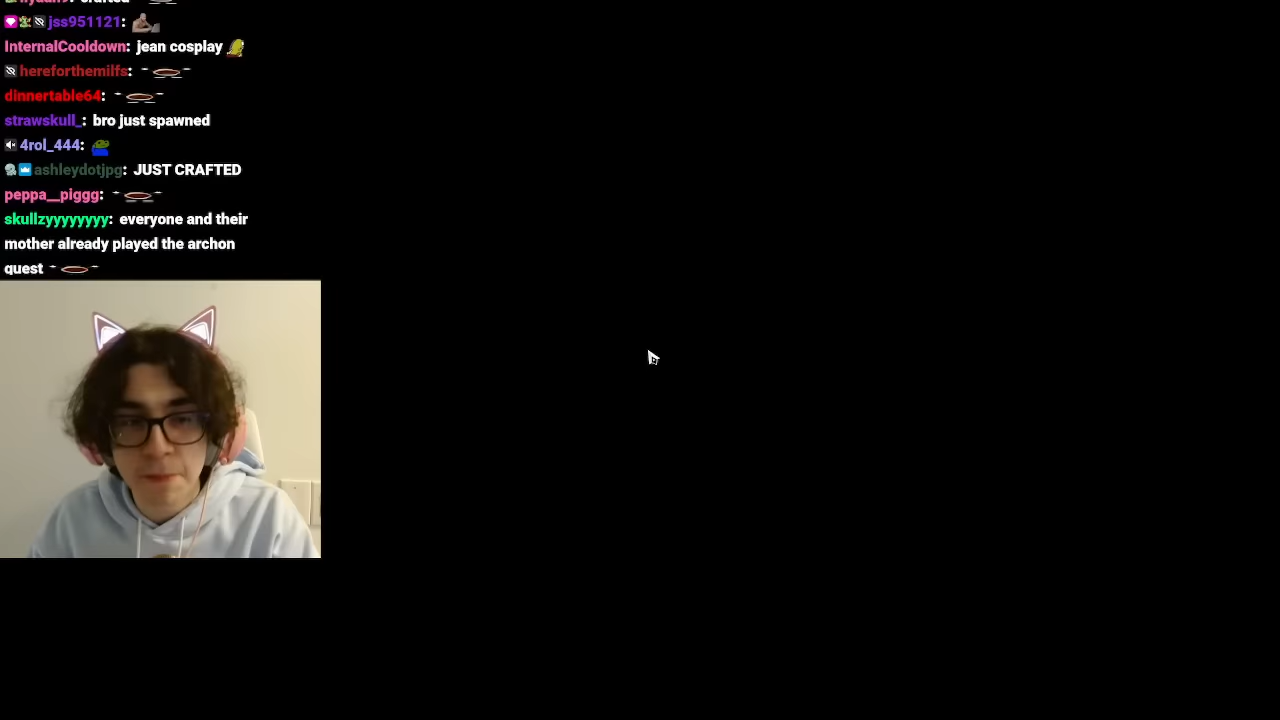 jss951121:
InternalCooldown: jean cosplay
hereforthemilfs:
dinnertable64:
strawskull_: bro just spawned
4rol_444:
ashleydotjpg: JUST CRAFTED
peppa__piggg:
skullzyyyyyyyy: everyone and their
mother already played the archon
quest